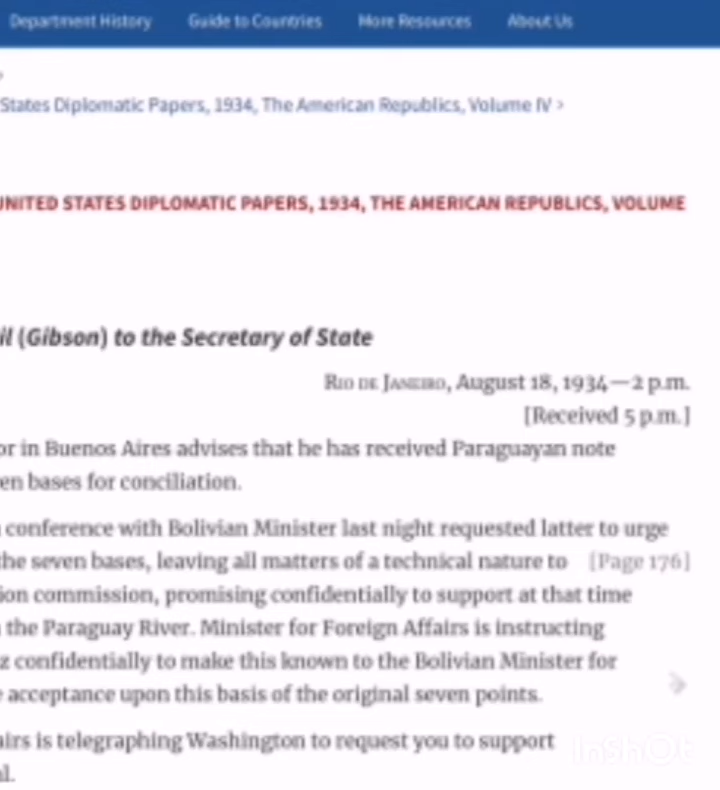 Department History Guide to Countries More Resources About Us
States Diplomatic Papers, 1934, The American Republics, Volume IV >
UNITED STATES DIPLOMATIC PAPERS, 1934, THE AMERICAN REPUBLICS, VOLUME
il (Gibson) to the Secretary of State
Rio de Janeiro, August 18, 1934—2 p.m.
[Received 5 p.m.]
or in Buenos Aires advises that he has received Paraguayan note
en bases for conciliation.
conference with Bolivian Minister last night requested latter to urge
the seven bases, leaving all matters of a technical nature to [Page 176]
ion commission, promising confidentially to support at that time
the Paraguay River. Minister for Foreign Affairs is instructing
z confidentially to make this known to the Bolivian Minister for
acceptance upon this basis of the original seven points.
airs is telegraphing Washington to request you to support
al.
InShOt